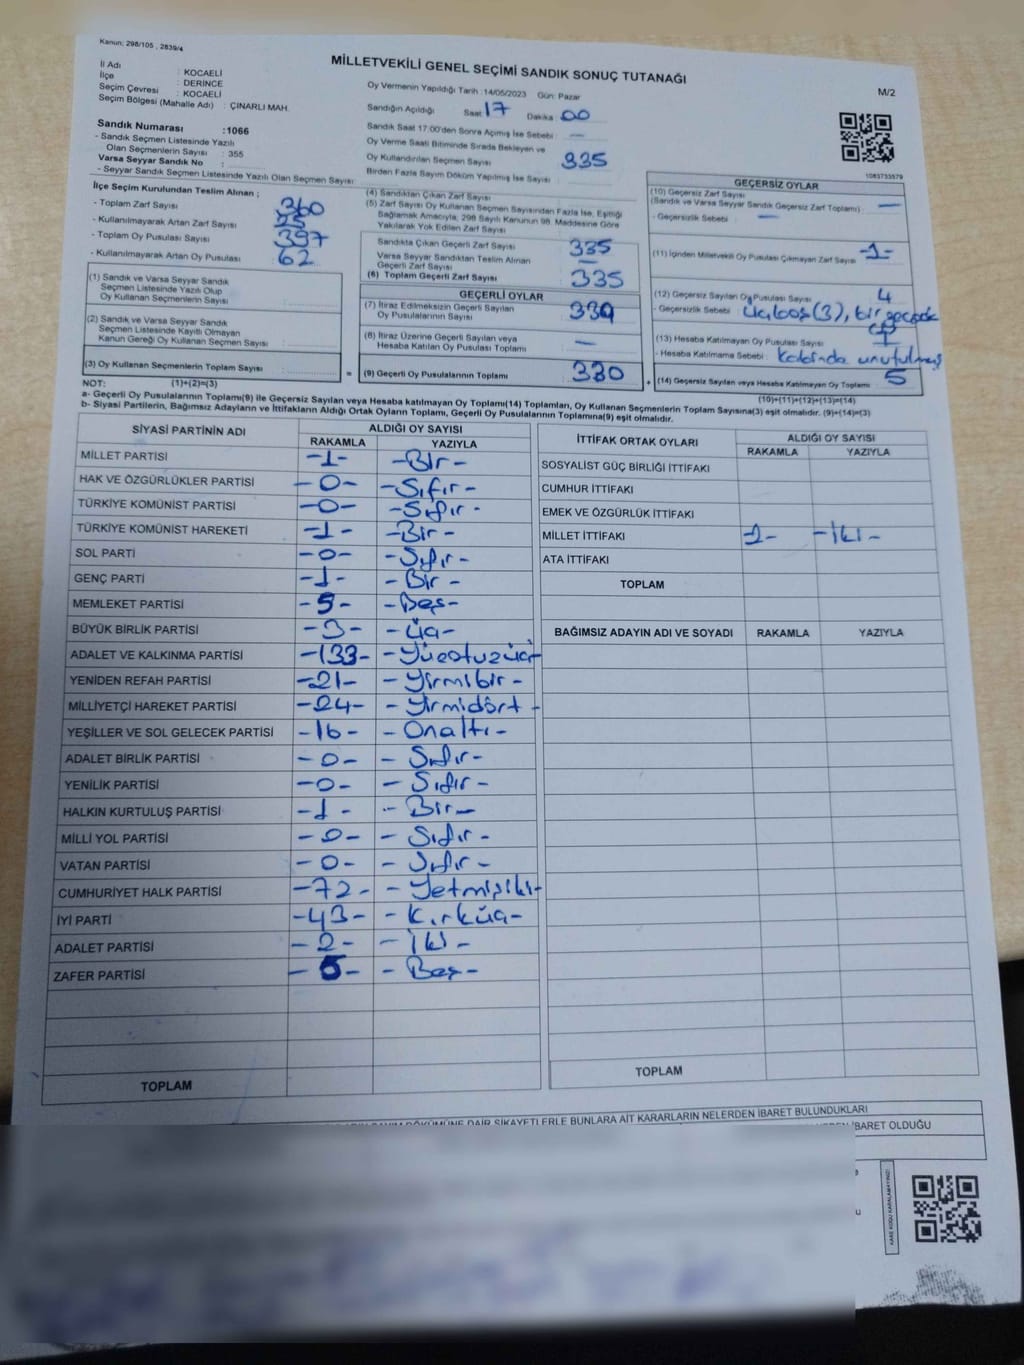 Kanun: 298/105 , 2839/4
MİLLETVEKİLİ GENEL SEÇİMİ SANDIK SONUÇ TUTANAĞI
M/2
İl Adı : KOCAELİ
İlçe : DERİNCE
Seçim Çevresi : KOCAELİ
Seçim Bölgesi (Mahalle Adı) : ÇINARLI MAH.
Sandık Numarası :1066
- Sandık Seçmen Listesinde Yazılı
Olan Seçmenlerin Sayısı : 355
Varsa Seyyar Sandık No :
- Seyyar Sandık Seçmen Listesinde Yazılı Olan Seçmen Sayısı:
Oy Vermenin Yapıldığı Tarih :14/05/2023 Gün: Pazar
Sandığın Açıldığı Saat 17 Dakika : 00
Sandık Saat 17:00'den Sonra Açılmış İse Sebebi : —
Oy Verme Saati Bitiminde Sırada Bekleyen ve
Oy Kullandırılan Seçmen Sayısı 335
Birden Fazla Sayım Döküm Yapılmış İse Sayısı :
1083733579
İlçe Seçim Kurulundan Teslim Alınan ;
- Toplam Zarf Sayısı : 360
- Kullanılmayarak Artan Zarf Sayısı : 25
- Toplam Oy Pusulası Sayısı : 397
- Kullanılmayarak Artan Oy Pusulası : 62
(1) Sandık ve Varsa Seyyar Sandık
Seçmen Listesinde Yazılı Olup
Oy Kullanan Seçmenlerin Sayısı :
(2) Sandık ve Varsa Seyyar Sandık
Seçmen Listesinde Kayıtlı Olmayan
Kanun Gereği Oy Kullanan Seçmen Sayısı :
(3) Oy Kullanan Seçmenlerin Toplam Sayısı : =
(4) Sandıktan Çıkan Zarf Sayısı
(5) Zarf Sayısı Oy Kullanan Seçmen Sayısından Fazla İse, Eşitliği
Sağlamak Amacıyla, 298 Sayılı Kanunun 98. Maddesine Göre
Yakılarak Yok Edilen Zarf Sayısı
Sandıkta Çıkan Geçerli Zarf Sayısı 335
Varsa Seyyar Sandıktan Teslim Alınan
Geçerli Zarf Sayısı —
(6) Toplam Geçerli Zarf Sayısı 335
GEÇERLİ OYLAR
(7) İtiraz Edilmeksizin Geçerli Sayılan
Oy Pusulalarının Sayısı :
(8) İtiraz Üzerine Geçerli Sayılan veya
Hesaba Katılan Oy Pusulası Toplamı : —
(9) Geçerli Oy Pusulalarının Toplamı : 330 +
GEÇERSİZ OYLAR
(10) Geçersiz Zarf Sayısı
(Sandık ve Varsa Seyyar Sandık Geçersiz Zarf Toplamı) : —
- Geçersizlik Sebebi : —
(11) İçinden Milletvekili Oy Pusulası Çıkmayan Zarf Sayısı : -1-
(12) Geçersiz Sayılan Oy Pusulası Sayısı 4
- Geçersizlik Sebebi : Üç boş (3), bir
(13) Hesaba Katılmayan Oy Pusulası Sayısı :
- Hesaba Katılmama Sebebi : Kabinde unutulmuş
(14) Geçersiz Sayılan veya Hesaba Katılmayan Oy Toplamı : 5
NOT: (1)+(2)=(3)
(10)+(11)+(12)+(13)=(14)
a- Geçerli Oy Pusulalarının Toplamı(9) ile Geçersiz Sayılan veya Hesaba katılmayan Oy Toplamı(14) Toplamları, Oy Kullanan Seçmenlerin Toplam Sayısına(3) eşit olmalıdır. (9)+(14)=(3)
b- Siyasi Partilerin, Bağımsız Adayların ve İttifakların Aldığı Ortak Oyların Toplamı, Geçerli Oy Pusulalarının Toplamına(9) eşit olmalıdır.
SİYASİ PARTİNİN ADI ALDIĞI OY SAYISI
RAKAMLA YAZIYLA
MİLLET PARTİSİ -1- -Bir-
HAK VE ÖZGÜRLÜKLER PARTİSİ -0- -Sıfır-
TÜRKİYE KOMÜNİST PARTİSİ -0- -Sıfır-
TÜRKİYE KOMÜNİST HAREKETİ -1- -Bir-
SOL PARTİ -0- -Sıfır-
GENÇ PARTİ -1- -Bir-
MEMLEKET PARTİSİ -5- -Beş-
BÜYÜK BİRLİK PARTİSİ -3- -Üç-
ADALET VE KALKINMA PARTİSİ -133- -Yüzotuzüç-
YENİDEN REFAH PARTİSİ -21- -Yirmibir-
MİLLİYETÇİ HAREKET PARTİSİ -24- -Yirmidört-
YEŞİLLER VE SOL GELECEK PARTİSİ -16- -Onaltı-
ADALET BİRLİK PARTİSİ -0- -Sıfır-
YENİLİK PARTİSİ -0- -Sıfır-
HALKIN KURTULUŞ PARTİSİ -1- -Bir-
MİLLİ YOL PARTİSİ -0- -Sıfır-
VATAN PARTİSİ -0- -Sıfır-
CUMHURİYET HALK PARTİSİ -72- -Yetmişiki-
İYİ PARTİ -43- -Kırküç-
ADALET PARTİSİ -2- -İki-
ZAFER PARTİSİ -5- -Beş-
TOPLAM
İTTİFAK ORTAK OYLARI ALDIĞI OY SAYISI
RAKAMLA YAZIYLA
SOSYALİST GÜÇ BİRLİĞİ İTTİFAKI
CUMHUR İTTİFAKI
EMEK VE ÖZGÜRLÜK İTTİFAKI
MİLLET İTTİFAKI -2- -İki-
ATA İTTİFAKI
TOPLAM
BAĞIMSIZ ADAYIN ADI VE SOYADI RAKAMLA YAZIYLA
TOPLAM
DÖKÜMÜNE DAİR ŞİKAYETLERLE BUNLARA AİT KARARLARIN NELERDEN İBARET BULUNDUKLARI
İBARET OLDUĞU
KARE KODU KARALAMAYINIZ!